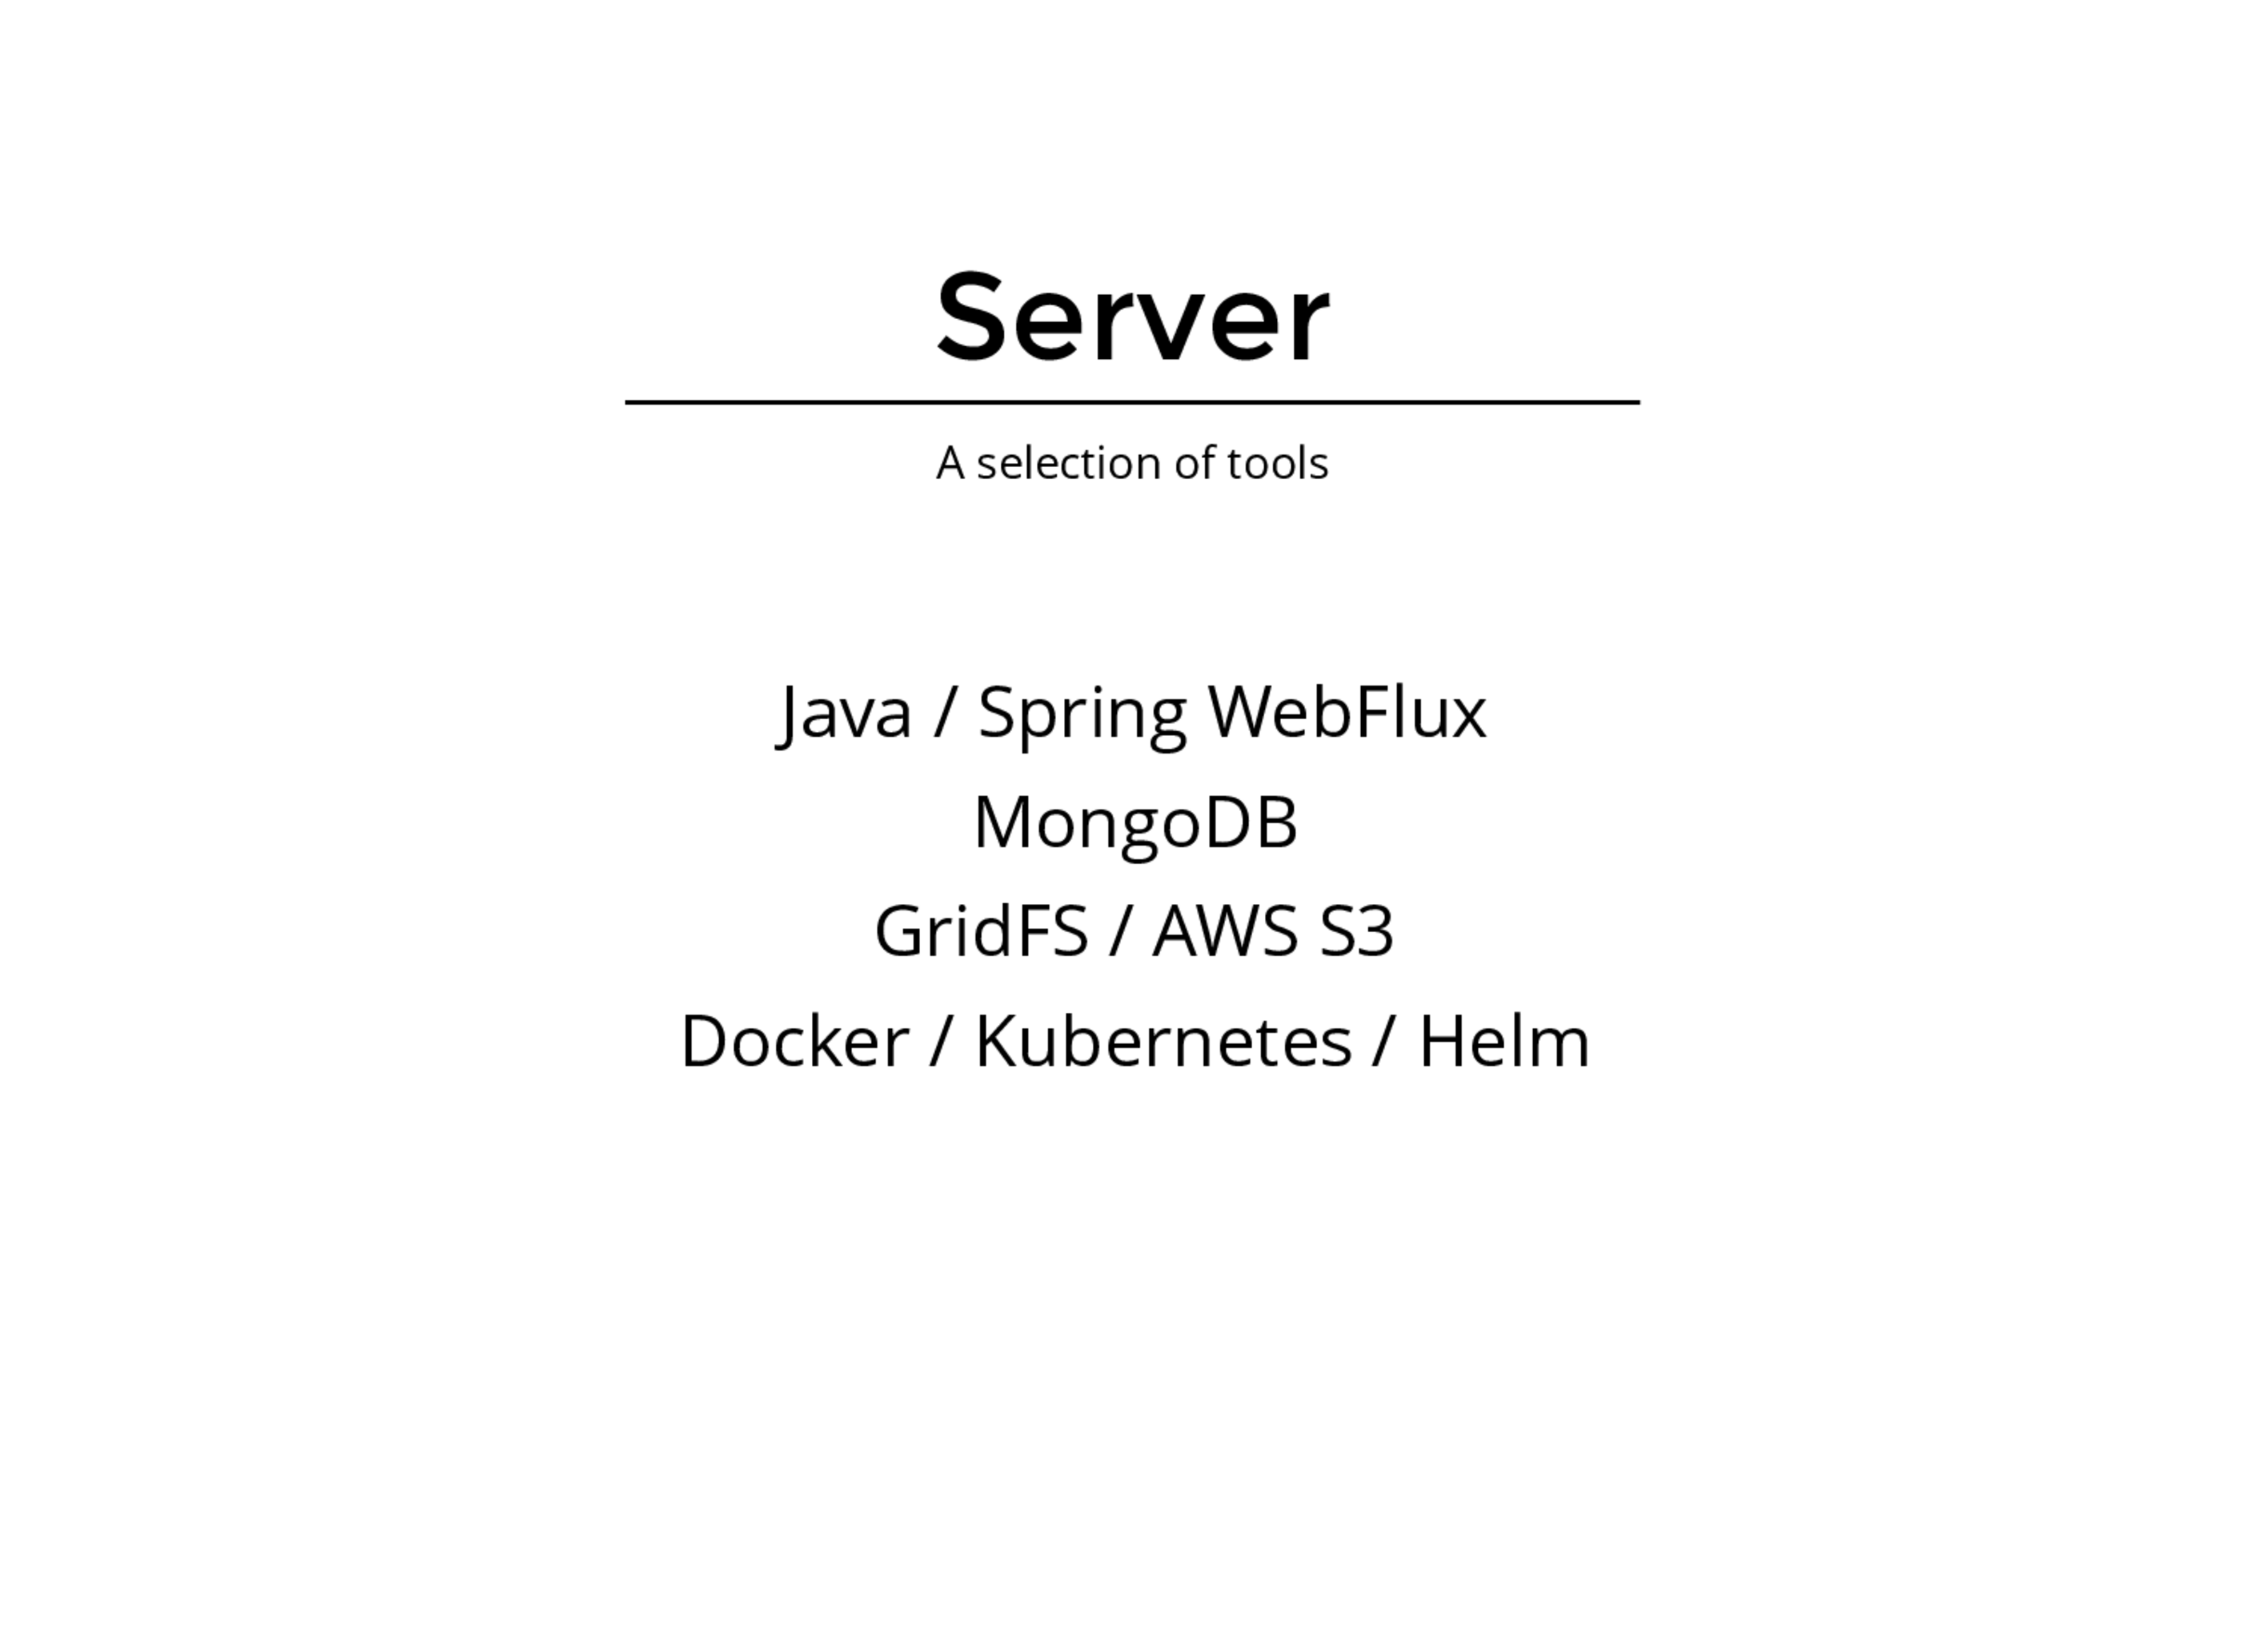 Server
A selection of tools
Java / Spring WebFlux
MongoDB
GridFS / AWS S3
Docker / Kubernetes / Helm